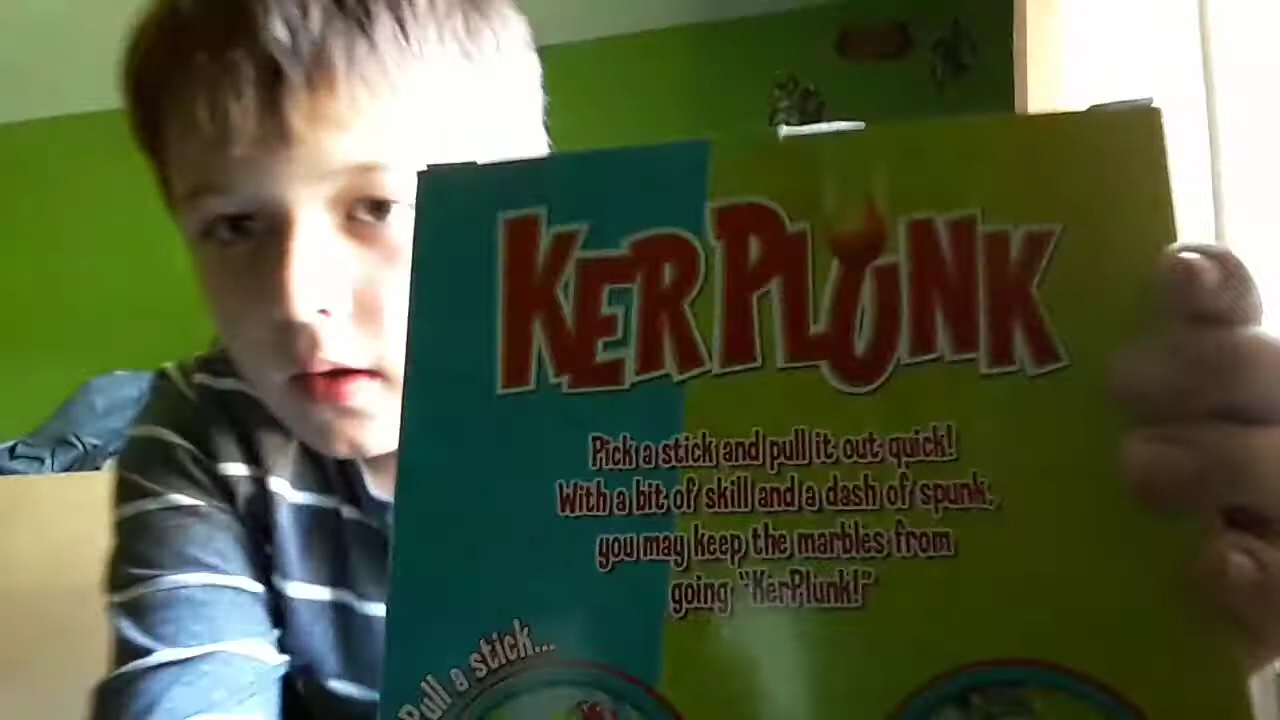 KERPLUNK
Pick a stick and pull it out quick!
With a bit of skill and a dash of spunk,
you may keep the marbles from
going "KerPlunk!"
Pull a stick...